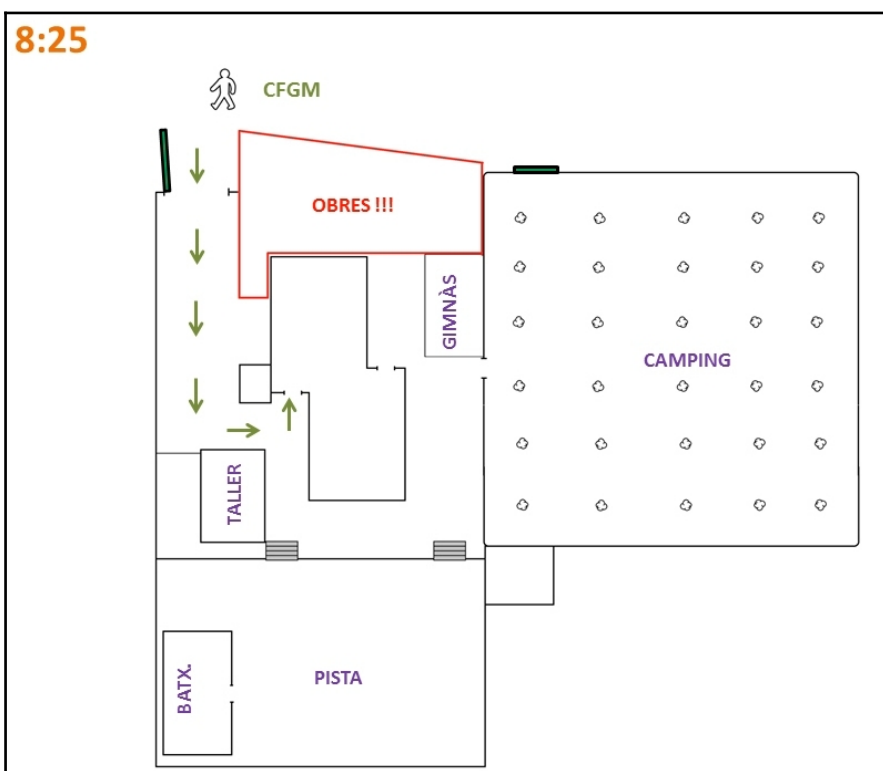 8:25
CFGM
OBRES !!!
GIMNÀS
CAMPING
TALLER
BATX.
PISTA